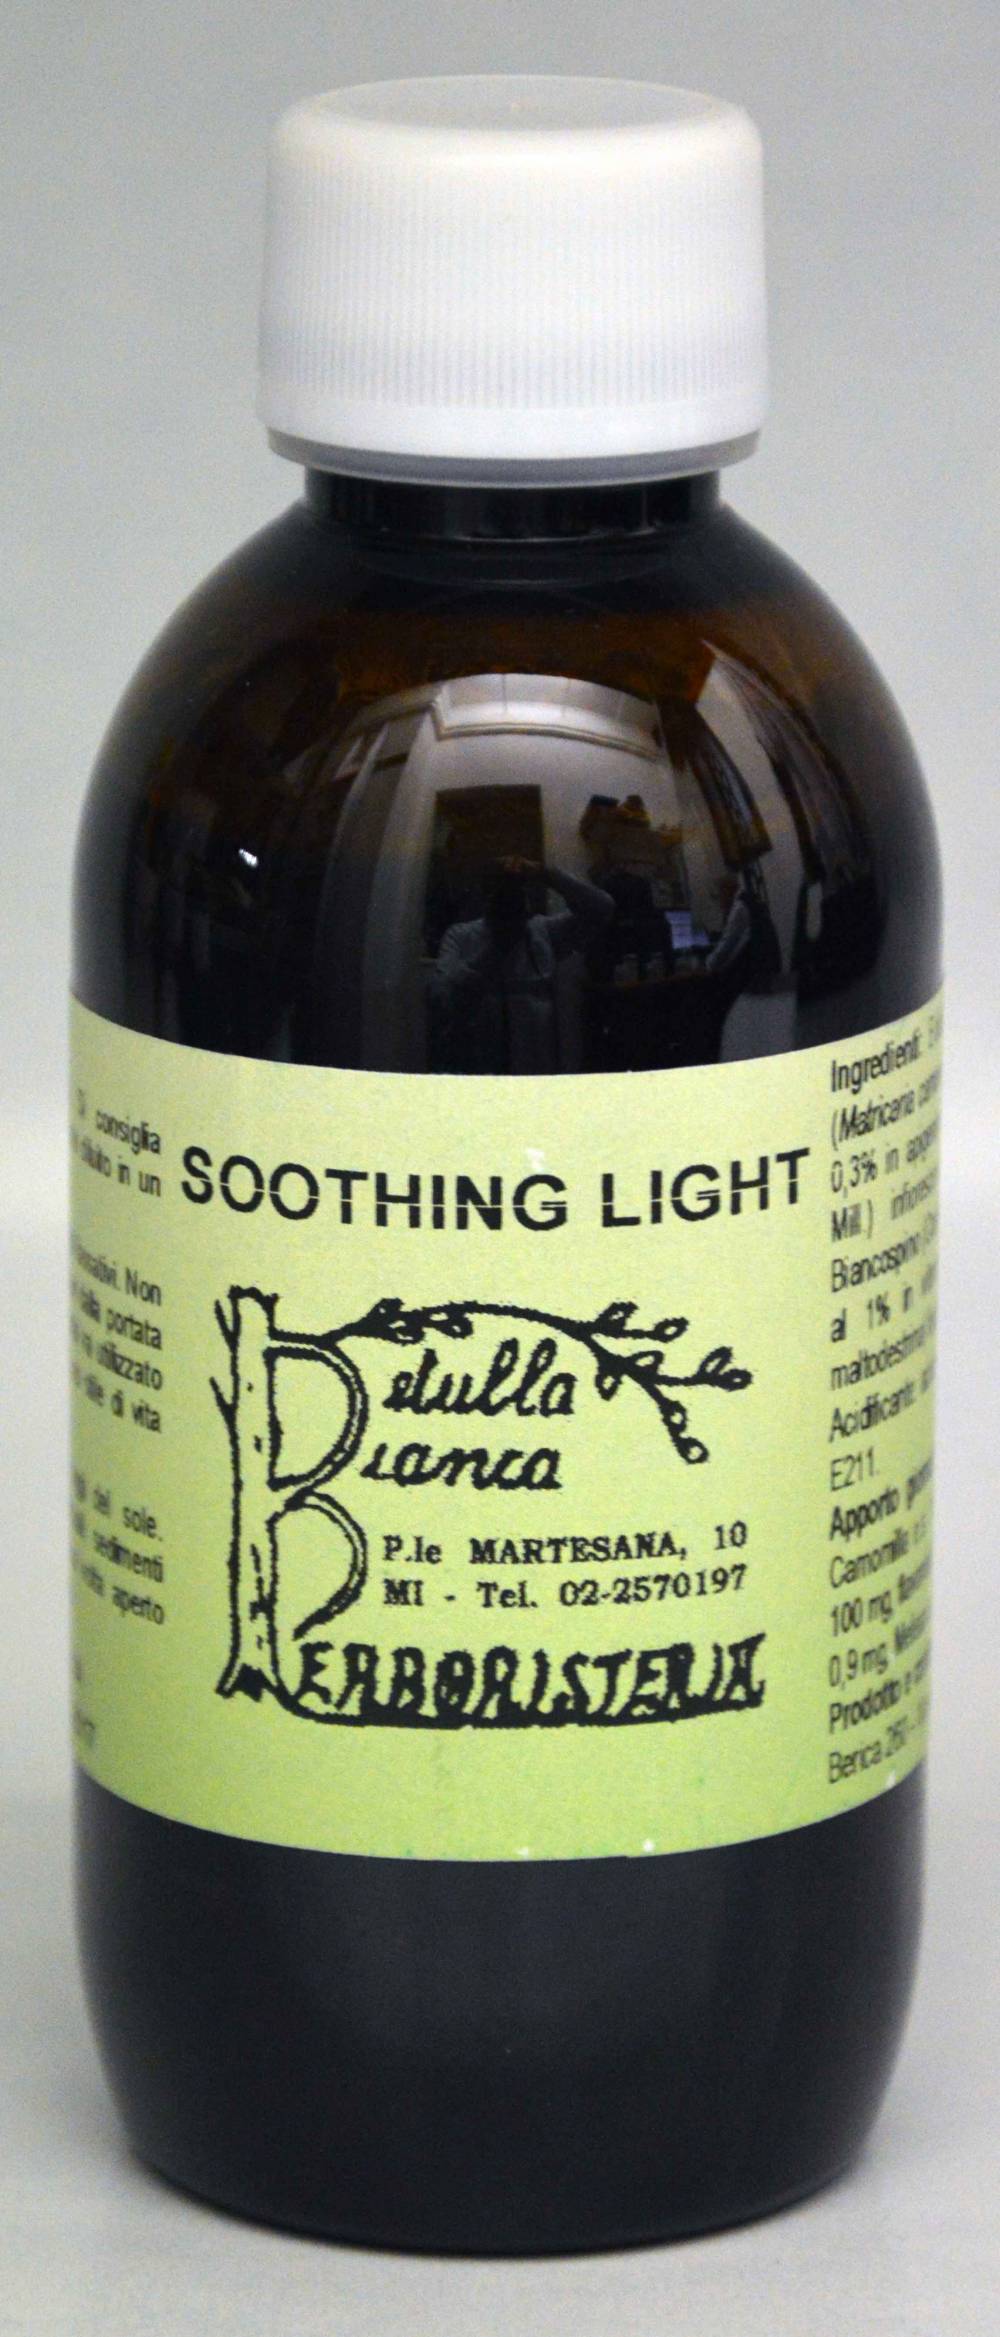 consiglia
in un
Non
portata
utilizzato
di vita
del sole.
sedimenti
aperto
SOOTHING LIGHT
Betulla
Bianca
P.le MARTESANA, 10
MI - Tel. 02-2570197
ERBORISTERIA
Ingredienti:
(Matricaria
0,3% in
Mill.)
Biancospino
al 1% in
maltodestrina
Acidificante:
E211.
Apporto
Camomilla
100 mg,
0,9 mg,
Prodotto e
Berica 260 -